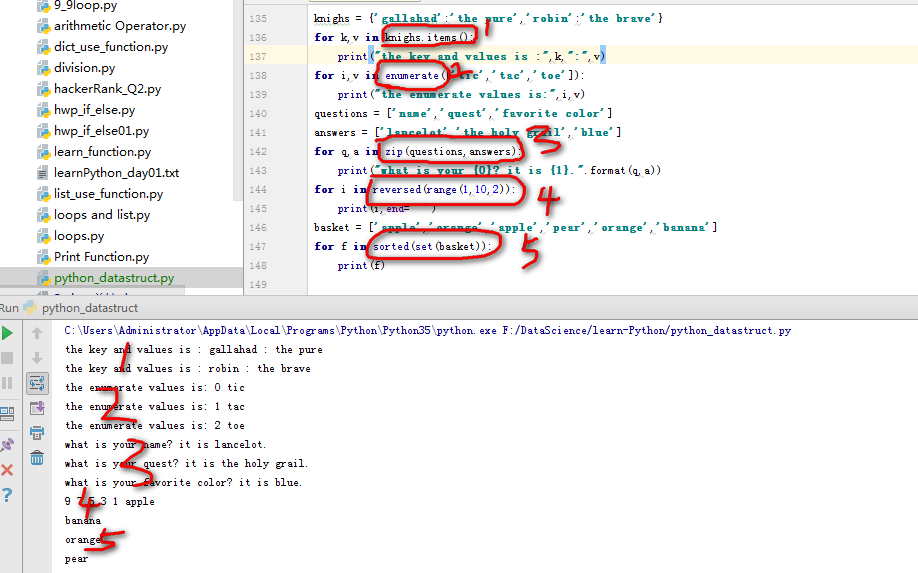 9_9loop.py
arithmetic Operator.py
dict_use_function.py
division.py
hackerRank_Q2.py
hwp_if_else.py
hwp_if_else01.py
learn_function.py
learnPython_day01.txt
list_use_function.py
loops and list.py
loops.py
Print Function.py
python_datastruct.py
135 knighs = {'gallahad':'the pure','robin':'the brave'}
136 for k,v in knighs.items(): 1
137 print("the key and values is :",k,":",v)
138 for i,v in enumerate(['tic','tac','toe']): 2
139 print("the enumerate values is:",i,v)
140 questions = ['name','quest','favorite color']
141 answers = ['lancelot','the holy grail','blue']
142 for q,a in zip(questions,answers): 3
143 print("what is your {0}? it is {1}.".format(q,a))
144 for i in reversed(range(1,10,2)): 4
145 print(i,end=' ')
146 basket = ['apple','orange','apple','pear','orange','banana']
147 for f in sorted(set(basket)): 5
148 print(f)
149
Run python_datastruct
C:\Users\Administrator\AppData\Local\Programs\Python\Python35\python.exe F:/DataScience/learn-Python/python_datastruct.py
the key and values is : gallahad : the pure
1
the key and values is : robin : the brave
the enumerate values is: 0 tic
2
the enumerate values is: 1 tac
the enumerate values is: 2 toe
what is your name? it is lancelot.
3
what is your quest? it is the holy grail.
what is your favorite color? it is blue.
9 7 5 3 1 apple
4
banana
orange
5
pear